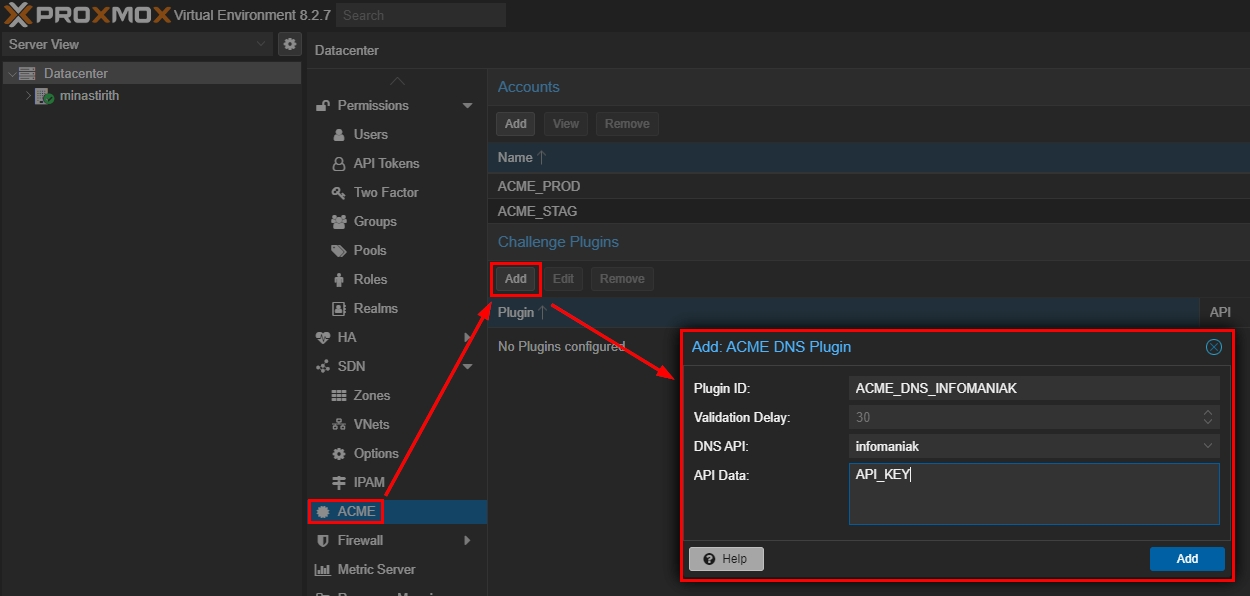 PROXMOX Virtual Environment 8.2.7 Search
Server View
Datacenter
minastirith
Datacenter
Permissions
Users
API Tokens
Two Factor
Groups
Pools
Roles
Realms
HA
SDN
Zones
VNets
Options
IPAM
ACME
Firewall
Metric Server
Accounts
Add View Remove
Name
ACME_PROD
ACME_STAG
Challenge Plugins
Add Edit Remove
Plugin API
No Plugins configured
Add: ACME DNS Plugin
Plugin ID: ACME_DNS_INFOMANIAK
Validation Delay: 30
DNS API: infomaniak
API Data: API_KEY
Help Add